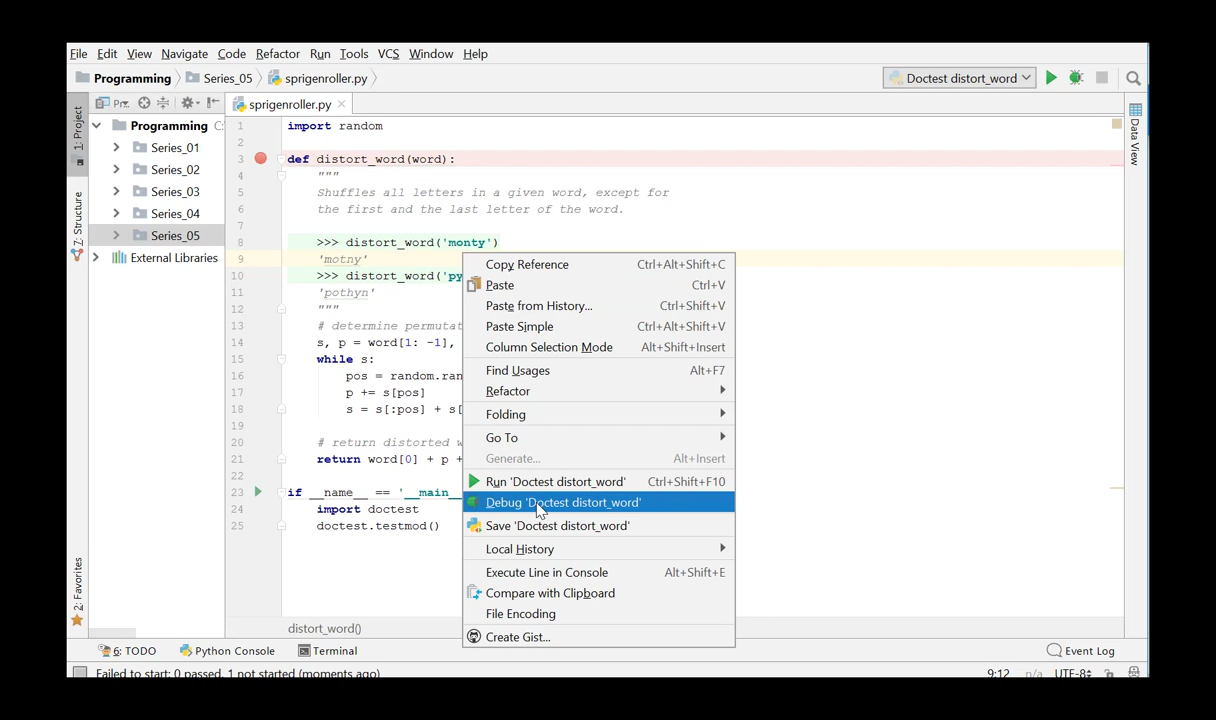 File Edit View Navigate Code Refactor Run Tools VCS Window Help
Programming Series_05 sprigenroller.py Doctest distort_word
1: Project
Z: Structure
2: Favorites
Programming
Series_01
Series_02
Series_03
Series_04
Series_05
External Libraries
sprigenroller.py
1 import random
2
3 def distort_word(word):
4 """
5 Shuffles all letters in a given word, except for
6 the first and the last letter of the word.
7
8 >>> distort_word('monty')
9 'motny'
10 >>> distort_word('py
11 'pothyn'
12 """
13 # determine permutat
14 s, p = word[1: -1],
15 while s:
16 pos = random.ran
17 p += s[pos]
18 s = s[:pos] + s[
19
20 # return distorted w
21 return word[0] + p +
22
23 if __name__ == '__main__
24 import doctest
25 doctest.testmod()
Copy Reference Ctrl+Alt+Shift+C
Paste Ctrl+V
Paste from History... Ctrl+Shift+V
Paste Simple Ctrl+Alt+Shift+V
Column Selection Mode Alt+Shift+Insert
Find Usages Alt+F7
Refactor
Folding
Go To
Generate... Alt+Insert
Run 'Doctest distort_word' Ctrl+Shift+F10
Debug 'Doctest distort_word'
Save 'Doctest distort_word'
Local History
Execute Line in Console Alt+Shift+E
Compare with Clipboard
File Encoding
Create Gist...
Data View
distort_word()
6: TODO Python Console Terminal Event Log
Failed to start: 0 passed, 1 not started (moments ago) 9:12 n/a UTF-8